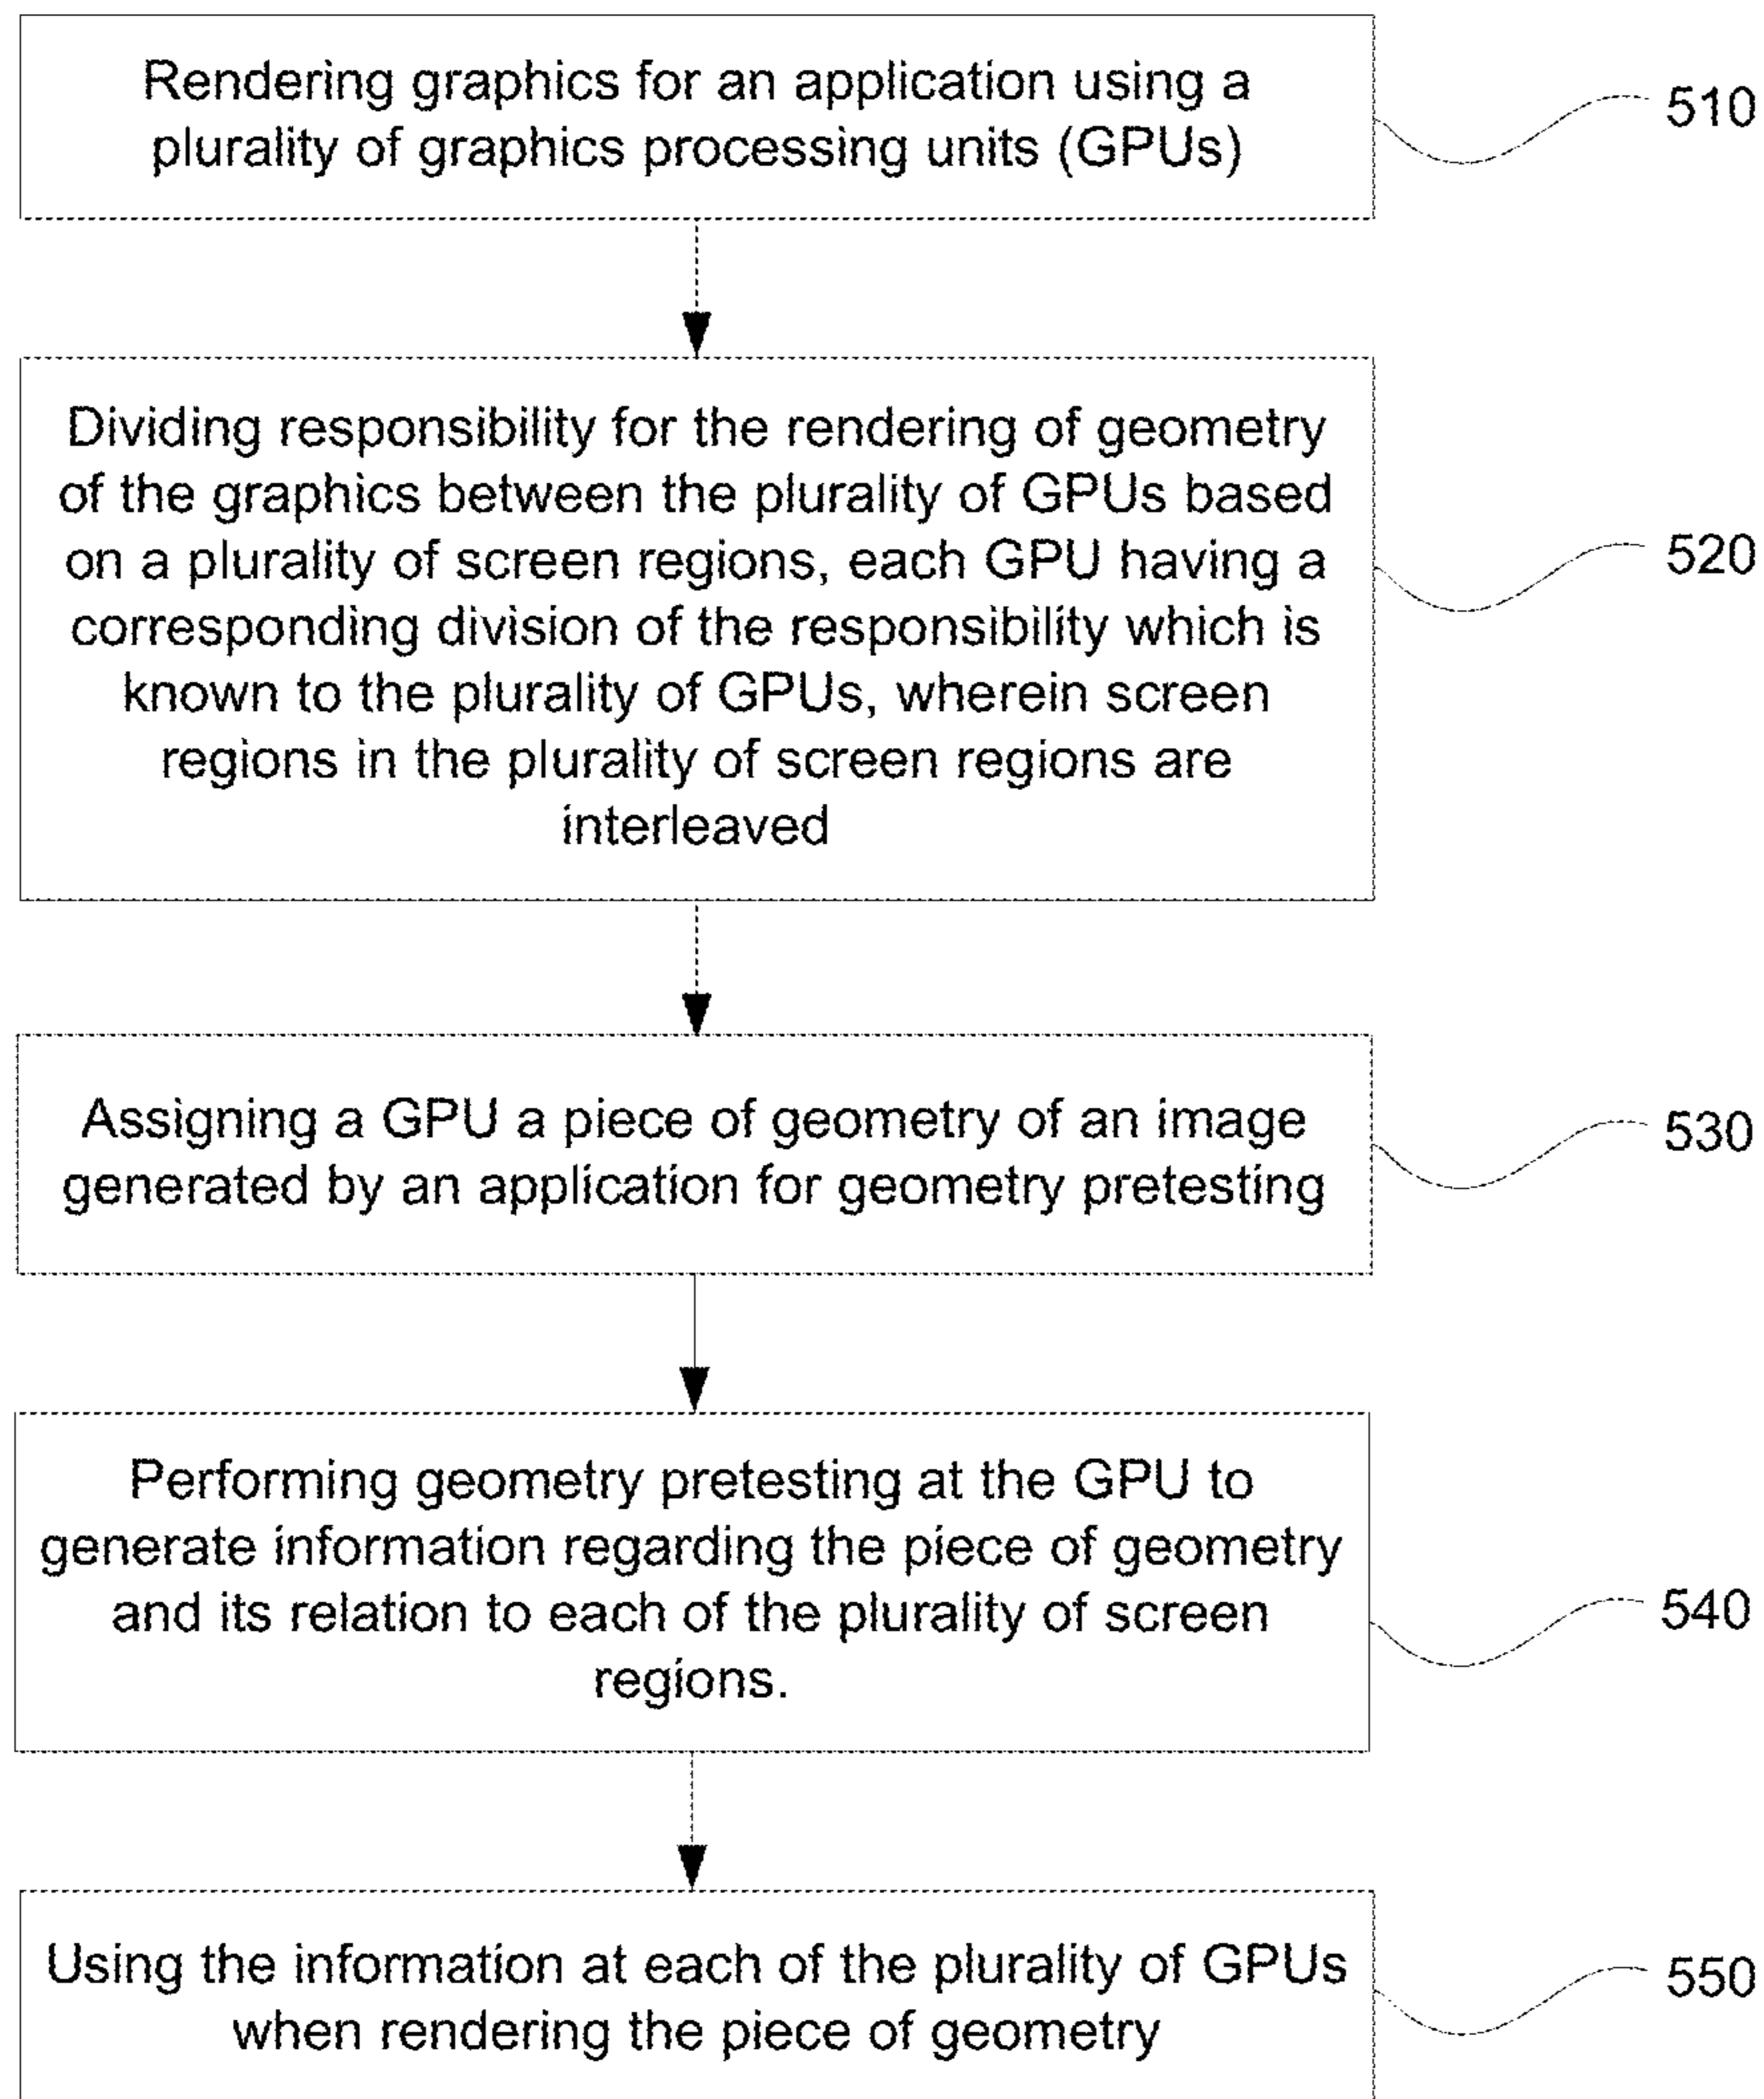 Rendering graphics for an application using a
plurality of graphics processing units (GPUs)
510
Dividing responsibility for the rendering of geometry
of the graphics between the plurality of GPUs based
on a plurality of screen regions, each GPU having a
corresponding division of the responsibility which is
known to the plurality of GPUs, wherein screen
regions in the plurality of screen regions are
interleaved
520
Assigning a GPU a piece of geometry of an image
generated by an application for geometry pretesting
530
Performing geometry pretesting at the GPU to
generate information regarding the piece of geometry
and its relation to each of the plurality of screen
regions.
540
Using the information at each of the plurality of GPUs
when rendering the piece of geometry
550